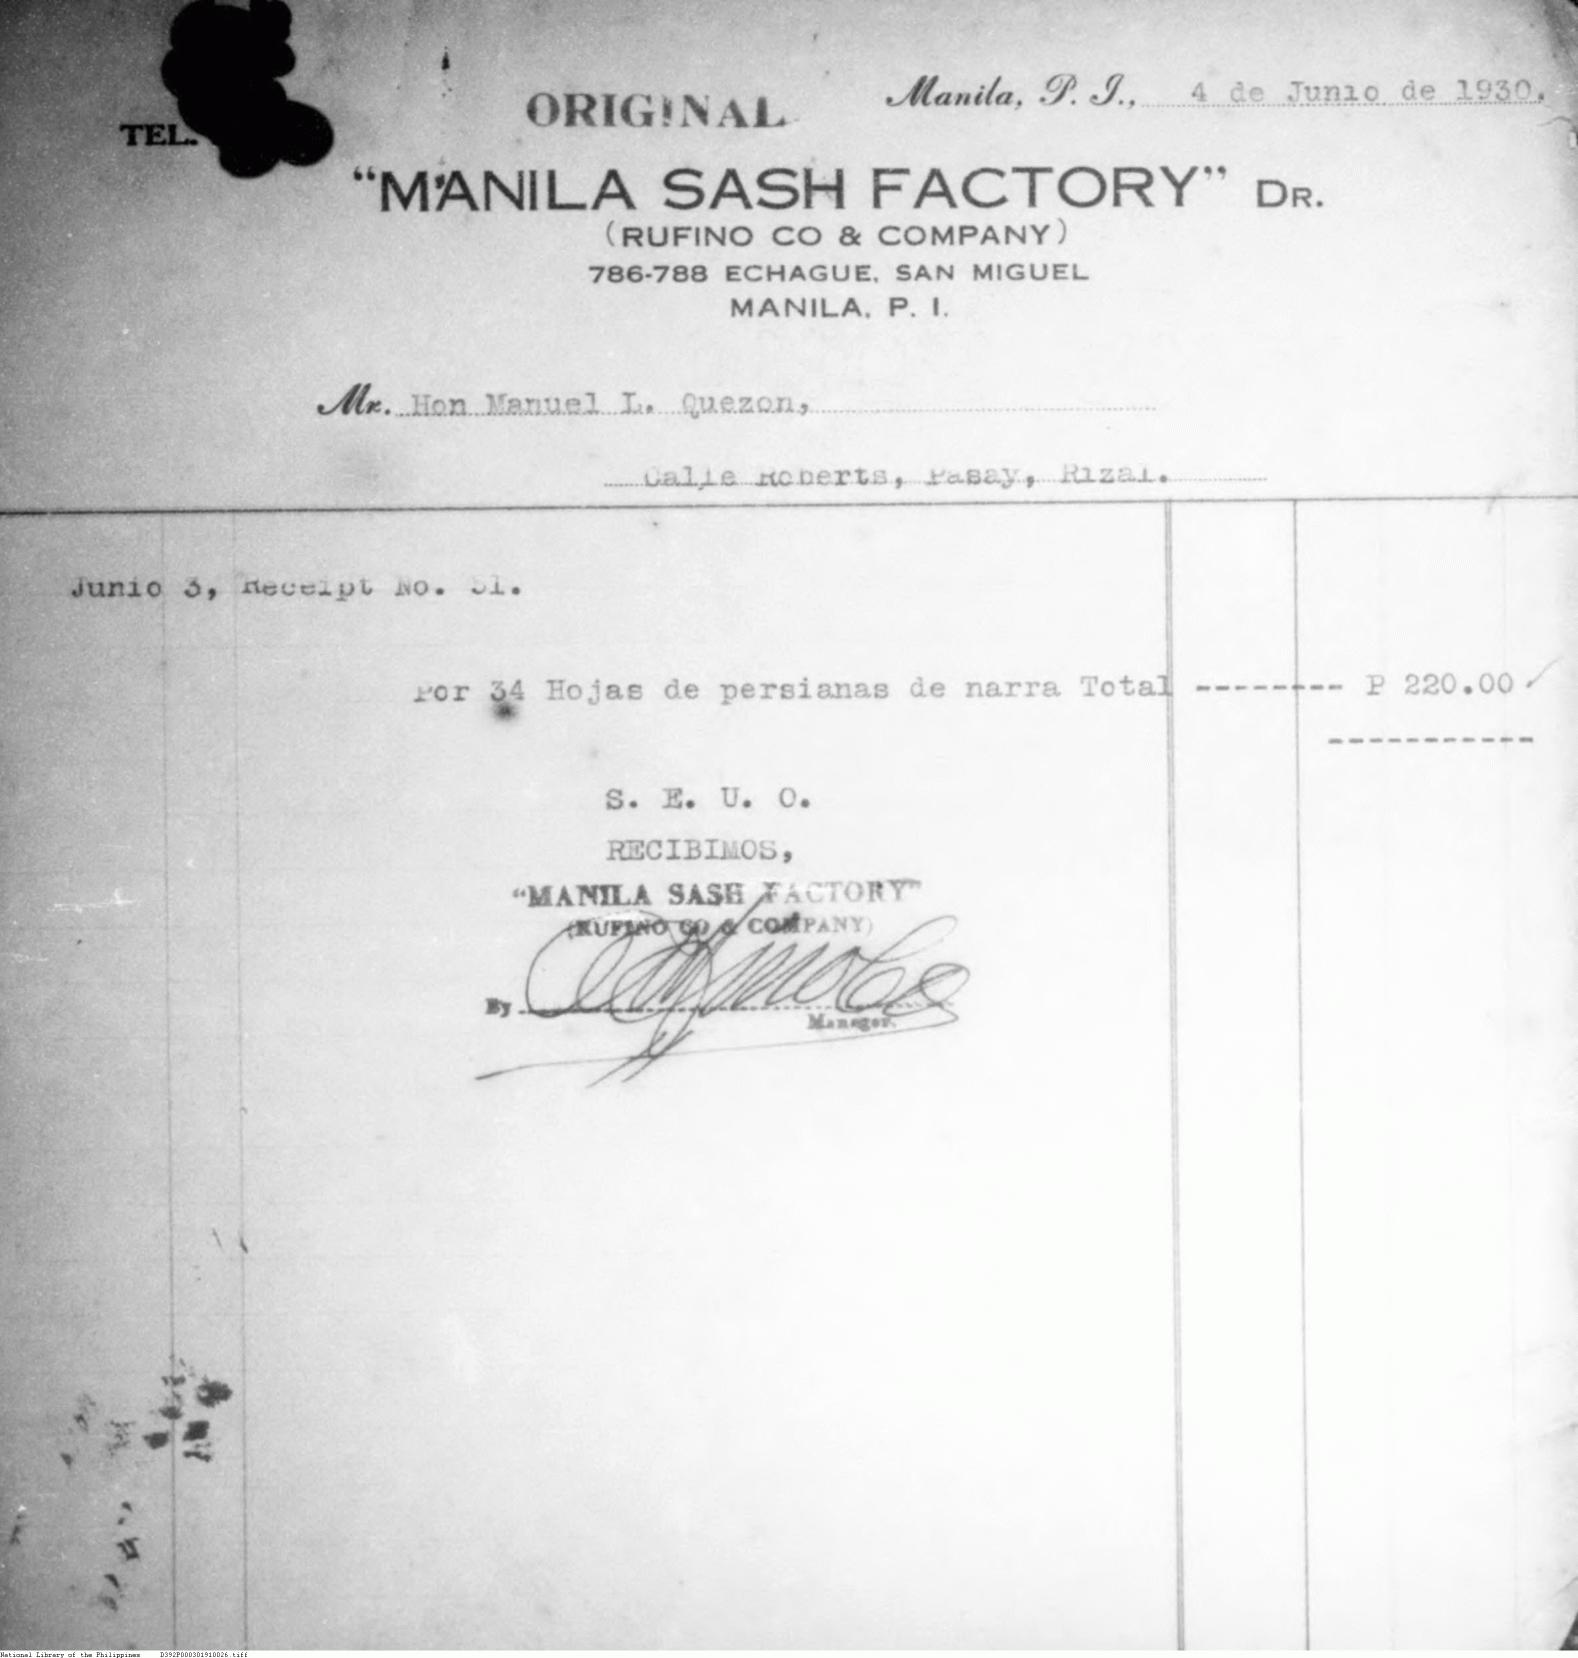 ORIGINAL
Manila, P. I., 4 de Junio de 1930.
TEL.
"MANILA SASH FACTORY" DR.
(RUFINO CO & COMPANY)
786-788 ECHAGUE, SAN MIGUEL
MANILA, P. I.
Mr. Hon Manuel L. Quezon,
Calle Roberts, Pasay, Rizal.
Junio 3, Receipt No. 51.
Por 34 Hojas de persianas de narra Total -------- P 220.00
-----------
S. E. U. O.
RECIBIMOS,
"MANILA SASH FACTORY"
(RUFINO CO & COMPANY)
By
Manager.
National Library of the Philippines D392P000301910026.tiff